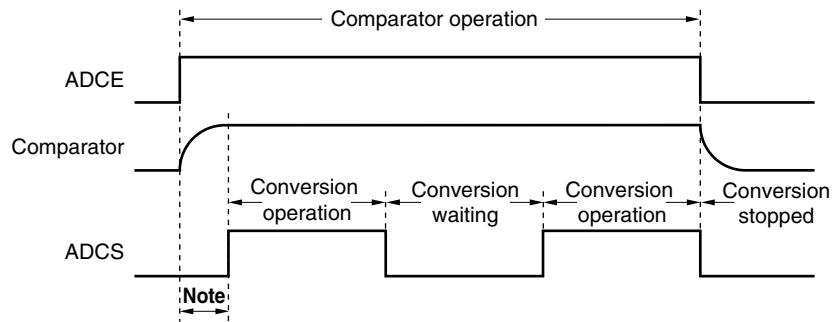 Comparator operation
ADCE
Comparator
Conversion operation
Conversion waiting
Conversion operation
Conversion stopped
ADCS
Note